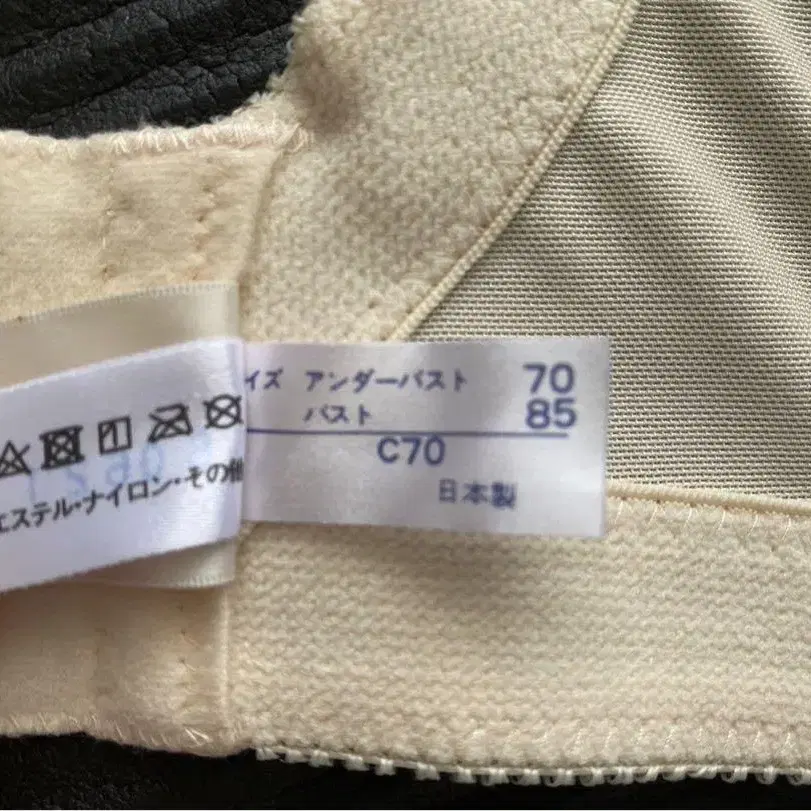 イズ アンダーバスト 70
バスト 85
C70
日本製
エステル・ナイロン・その他